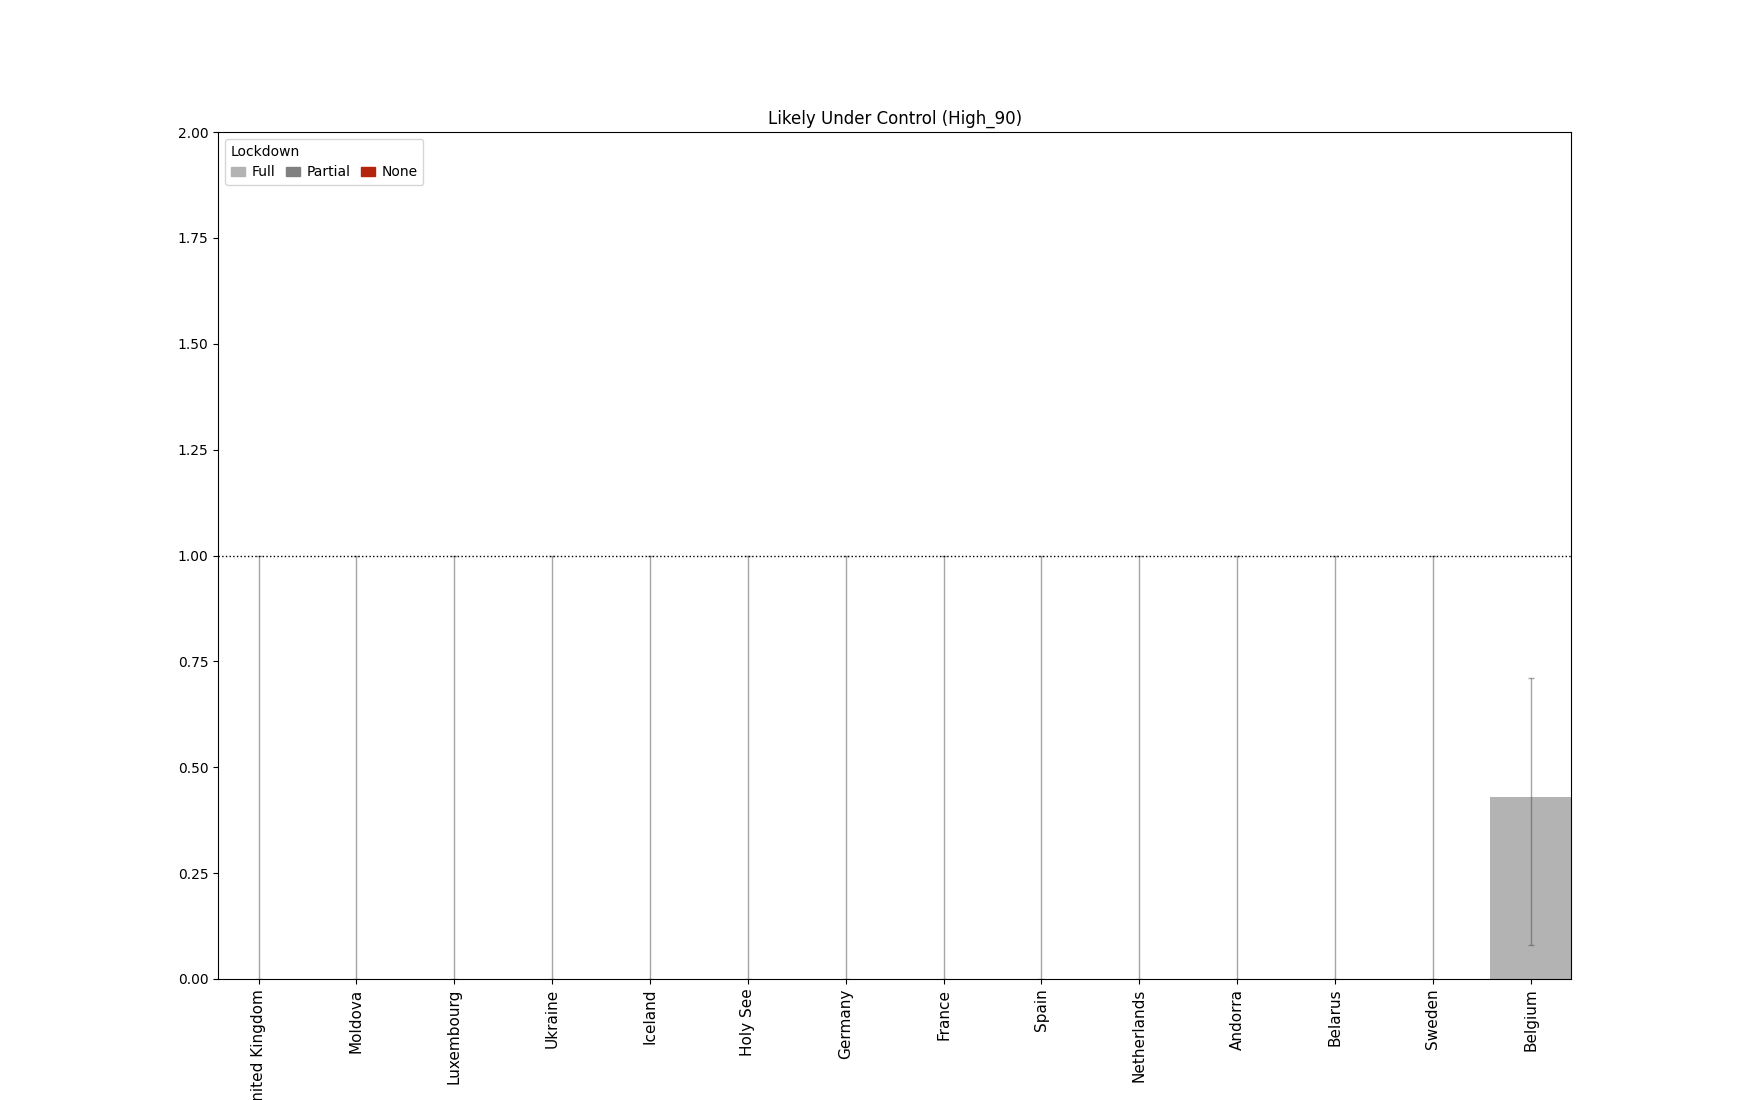 Likely Under Control (High_90)
2.00
Lockdown
Full Partial None
1.75
1.50
1.25
1.00
0.75
0.50
0.25
0.00
nited Kingdom
Moldova
Luxembourg
Ukraine
Iceland
Holy See
Germany
France
Spain
Netherlands
Andorra
Belarus
Sweden
Belgium